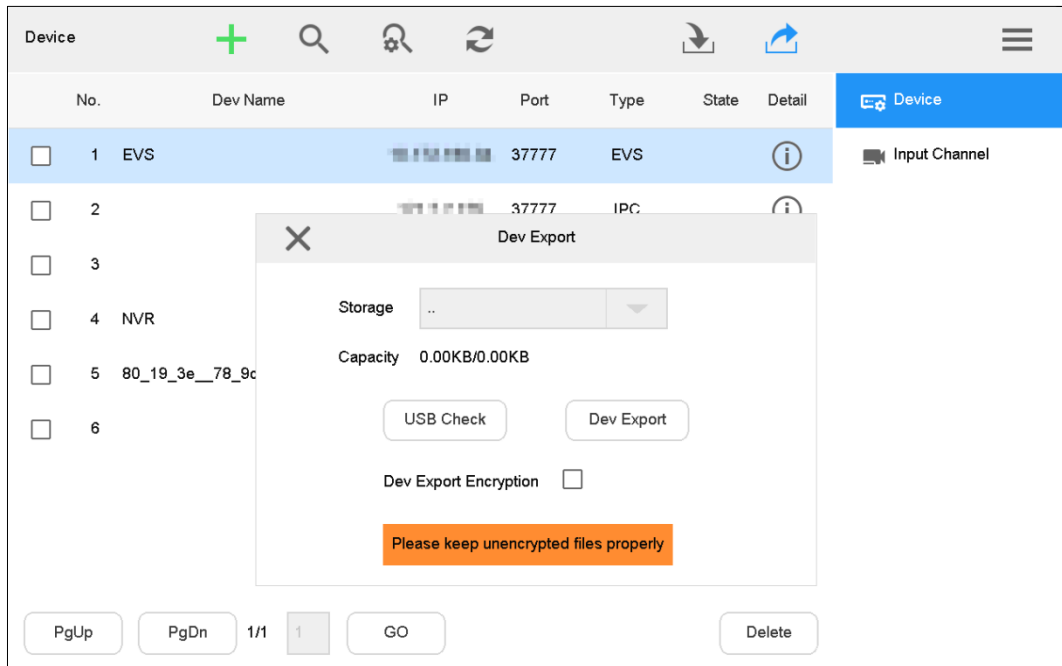 Device
No. Dev Name IP Port Type State Detail
Device
1 EVS 37777 EVS
Input Channel
2 37777 IPC
Dev Export
3
Storage ..
4 NVR
Capacity 0.00KB/0.00KB
5 80_19_3e__78_9c
USB Check Dev Export
6
Dev Export Encryption
Please keep unencrypted files properly
PgUp PgDn 1/1 1 GO Delete